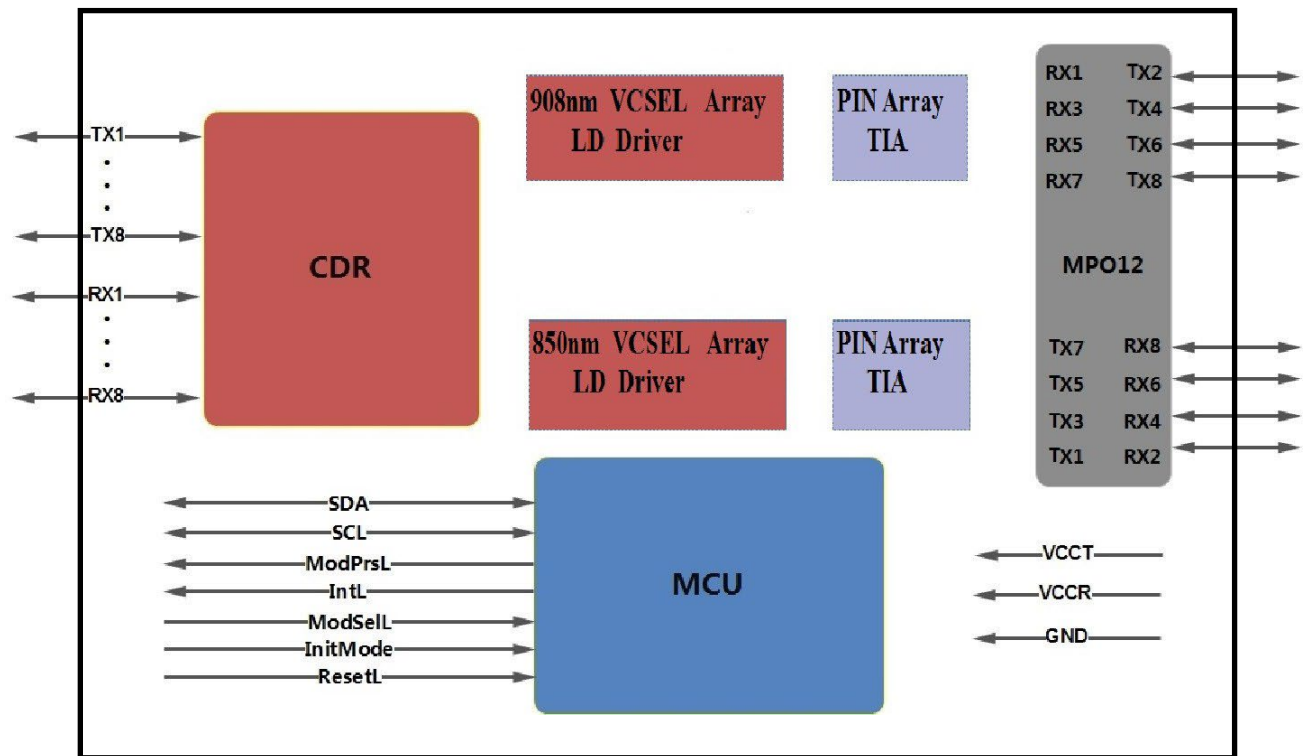 908nm VCSEL Array
LD Driver
PIN Array
TIA
RX1 TX2
RX3 TX4
RX5 TX6
RX7 TX8
MPO12
TX7 RX8
TX5 RX6
TX3 RX4
TX1 RX2
TX1
TX8
RX1
RX8
CDR
850nm VCSEL Array
LD Driver
PIN Array
TIA
SDA
SCL
ModPrsL
IntL
ModSelL
InitMode
ResetL
MCU
VCCT
VCCR
GND